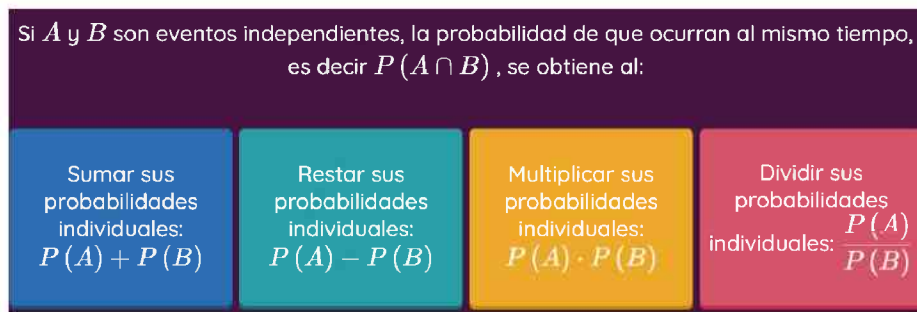 Si A y B son eventos independientes, la probabilidad de que ocurran al mismo tiempo,
es decir P (A ∩ B) , se obtiene al:
Sumar sus
probabilidades
individuales:
P (A) + P (B)
Restar sus
probabilidades
individuales:
P (A) − P (B)
Multiplicar sus
probabilidades
individuales:
P (A) · P (B)
Dividir sus
probabilidades
individuales: P (A) / P (B)